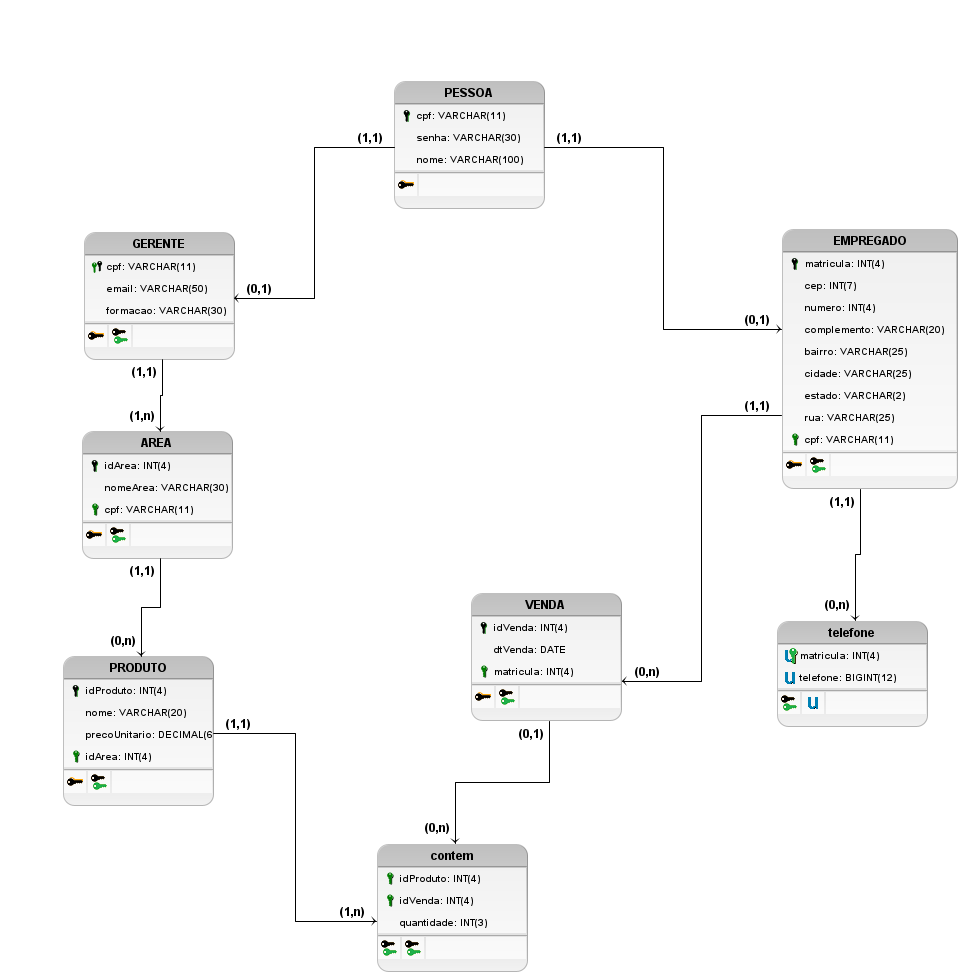 PESSOA
cpf: VARCHAR(11)
senha: VARCHAR(30)
nome: VARCHAR(100)
(1,1)
(1,1)
GERENTE
cpf: VARCHAR(11)
email: VARCHAR(50)
formacao: VARCHAR(30)
(0,1)
(1,1)
EMPREGADO
matricula: INT(4)
cep: INT(7)
numero: INT(4)
complemento: VARCHAR(20)
bairro: VARCHAR(25)
cidade: VARCHAR(25)
estado: VARCHAR(2)
rua: VARCHAR(25)
cpf: VARCHAR(11)
(0,1)
(1,1)
(1,1)
(1,n)
AREA
idArea: INT(4)
nomeArea: VARCHAR(30)
cpf: VARCHAR(11)
(1,1)
(0,n)
VENDA
idVenda: INT(4)
dtVenda: DATE
matricula: INT(4)
(0,n)
(0,1)
(0,n)
telefone
matricula: INT(4)
telefone: BIGINT(12)
PRODUTO
idProduto: INT(4)
nome: VARCHAR(20)
precoUnitario: DECIMAL(6
idArea: INT(4)
(1,1)
(0,n)
(1,n)
contem
idProduto: INT(4)
idVenda: INT(4)
quantidade: INT(3)